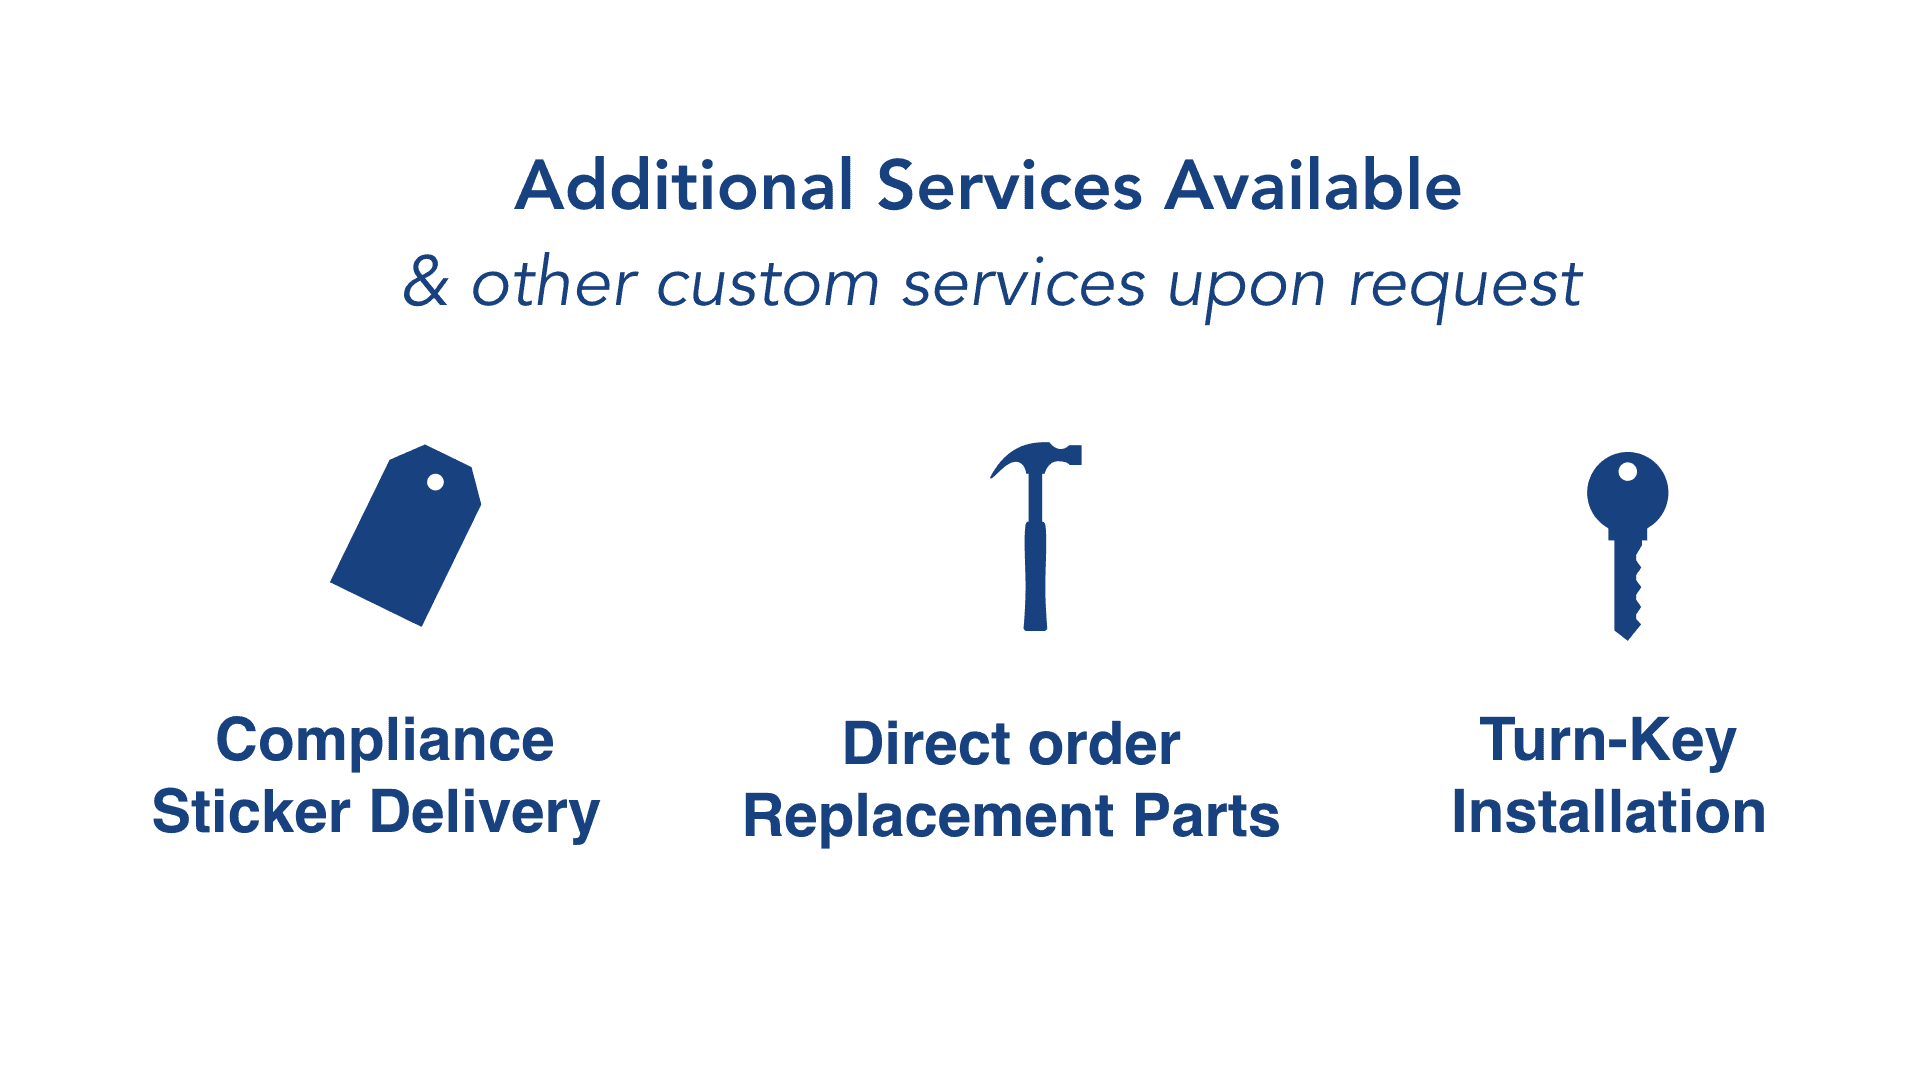 Additional Services Available
& other custom services upon request
Compliance
Sticker Delivery
Direct order
Replacement Parts
Turn-Key
Installation